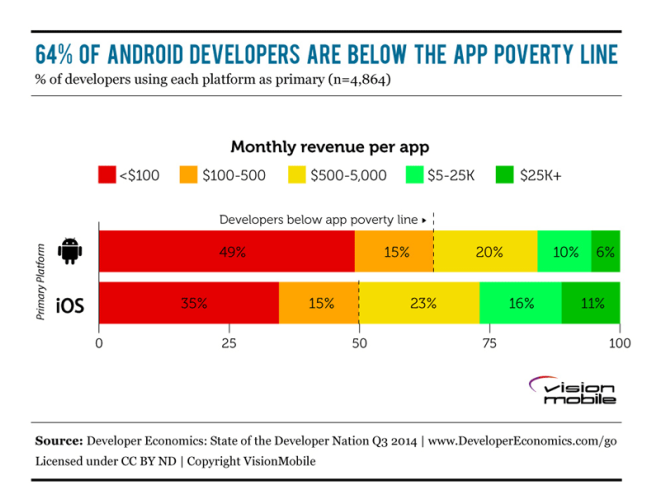 64% OF ANDROID DEVELOPERS ARE BELOW THE APP POVERTY LINE
% of developers using each platform as primary (n=4,864)
Monthly revenue per app
<$100 $100-500 $500-5,000 $5-25K $25K+
Developers below app poverty line ▸
Primary Platform
49% 15% 20% 10% 6%
iOS 35% 15% 23% 16% 11%
0 25 50 75 100
vision
mobile
Source: Developer Economics: State of the Developer Nation Q3 2014 | www.DeveloperEconomics.com/go
Licensed under CC BY ND | Copyright VisionMobile